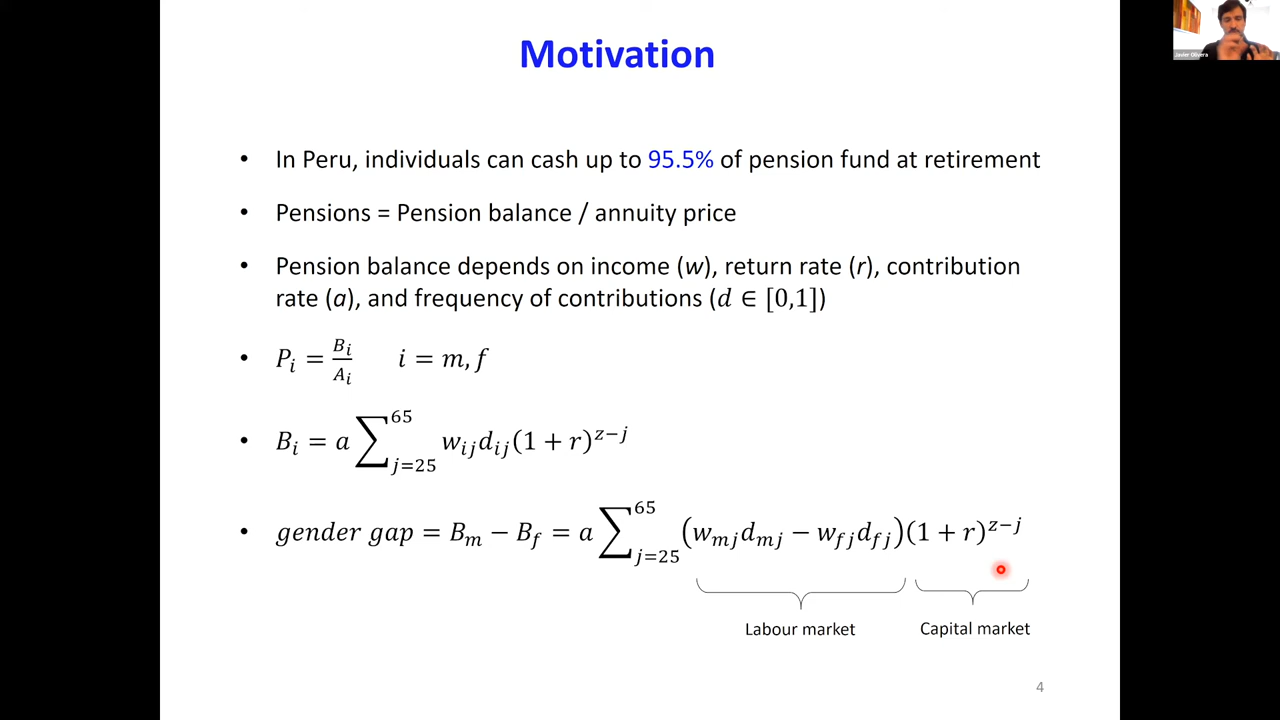 Motivation
Javier Olivera
• In Peru, individuals can cash up to 95.5% of pension fund at retirement
• Pensions = Pension balance / annuity price
• Pension balance depends on income (w), return rate (r), contribution
rate (a), and frequency of contributions (d ∈ [0,1])
• P_i = B_i / A_i i = m, f
• B_i = a ∑_{j=25}^{65} w_{ij} d_{ij} (1 + r)^{z−j}
• gender gap = B_m − B_f = a ∑_{j=25}^{65} (w_{mj} d_{mj} − w_{fj} d_{fj}) (1 + r)^{z−j}
Labour market Capital market
4